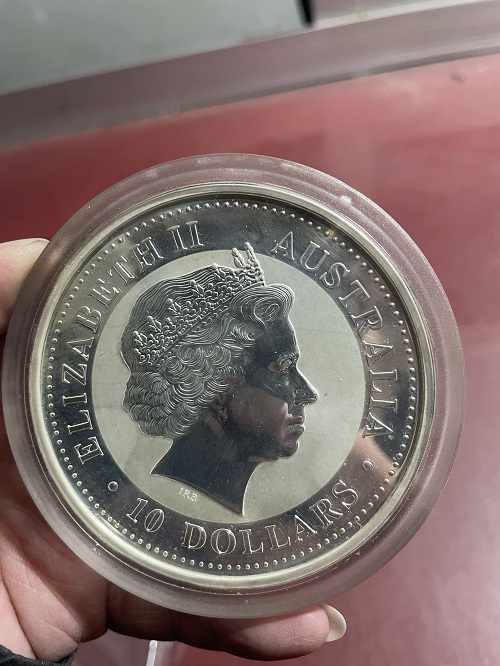 ELIZABETH II
AUSTRALIA
• 10 DOLLARS •
IRB